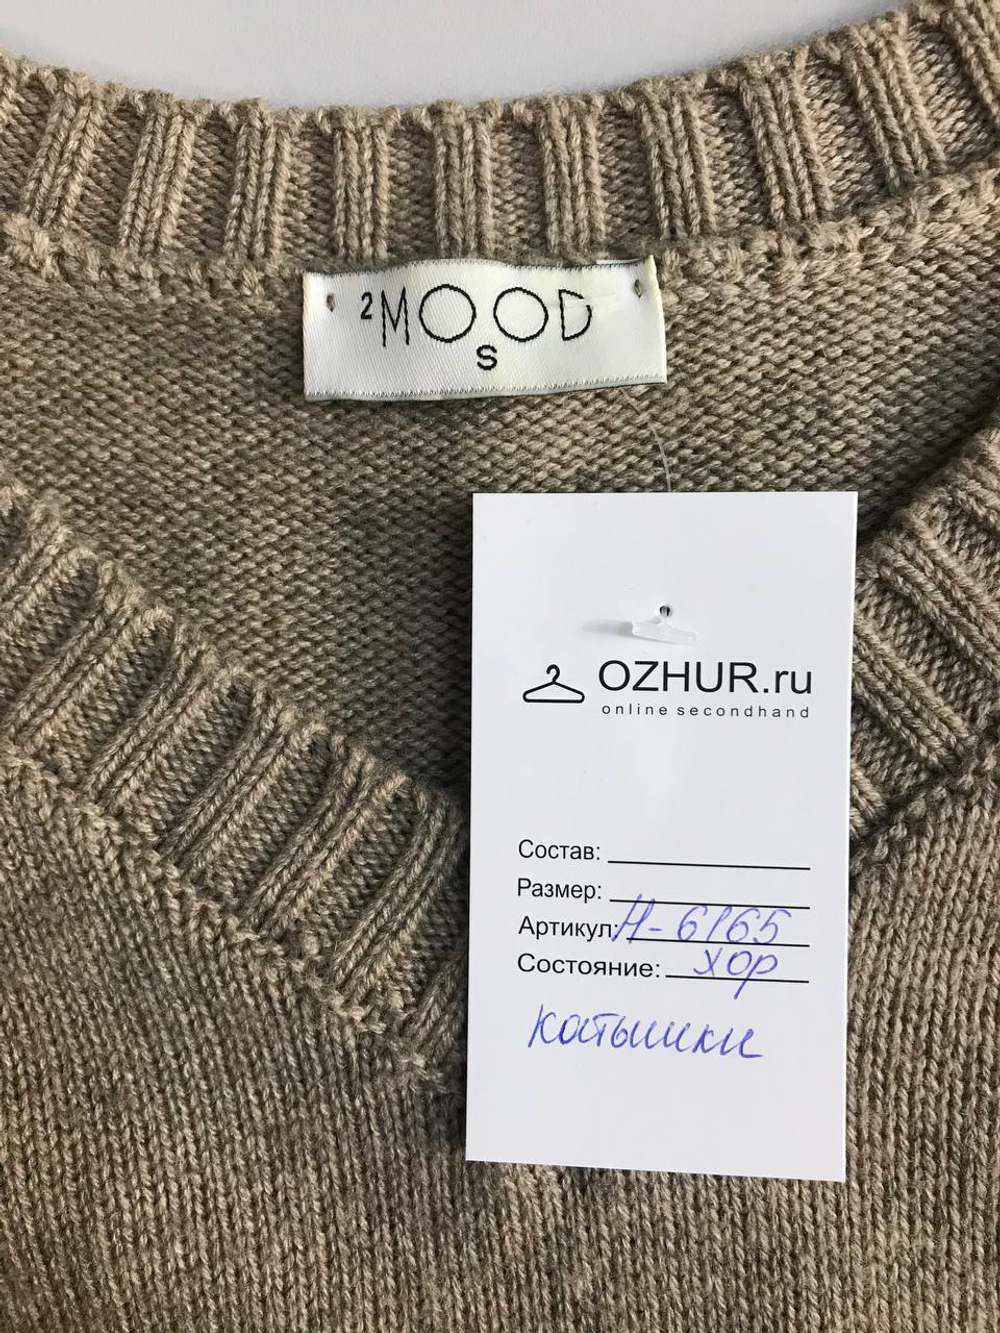 2MOOD
S
OZHUR.ru
online secondhand
Состав:
Размер:
Артикул: Н-6165
Состояние: хор
катышки